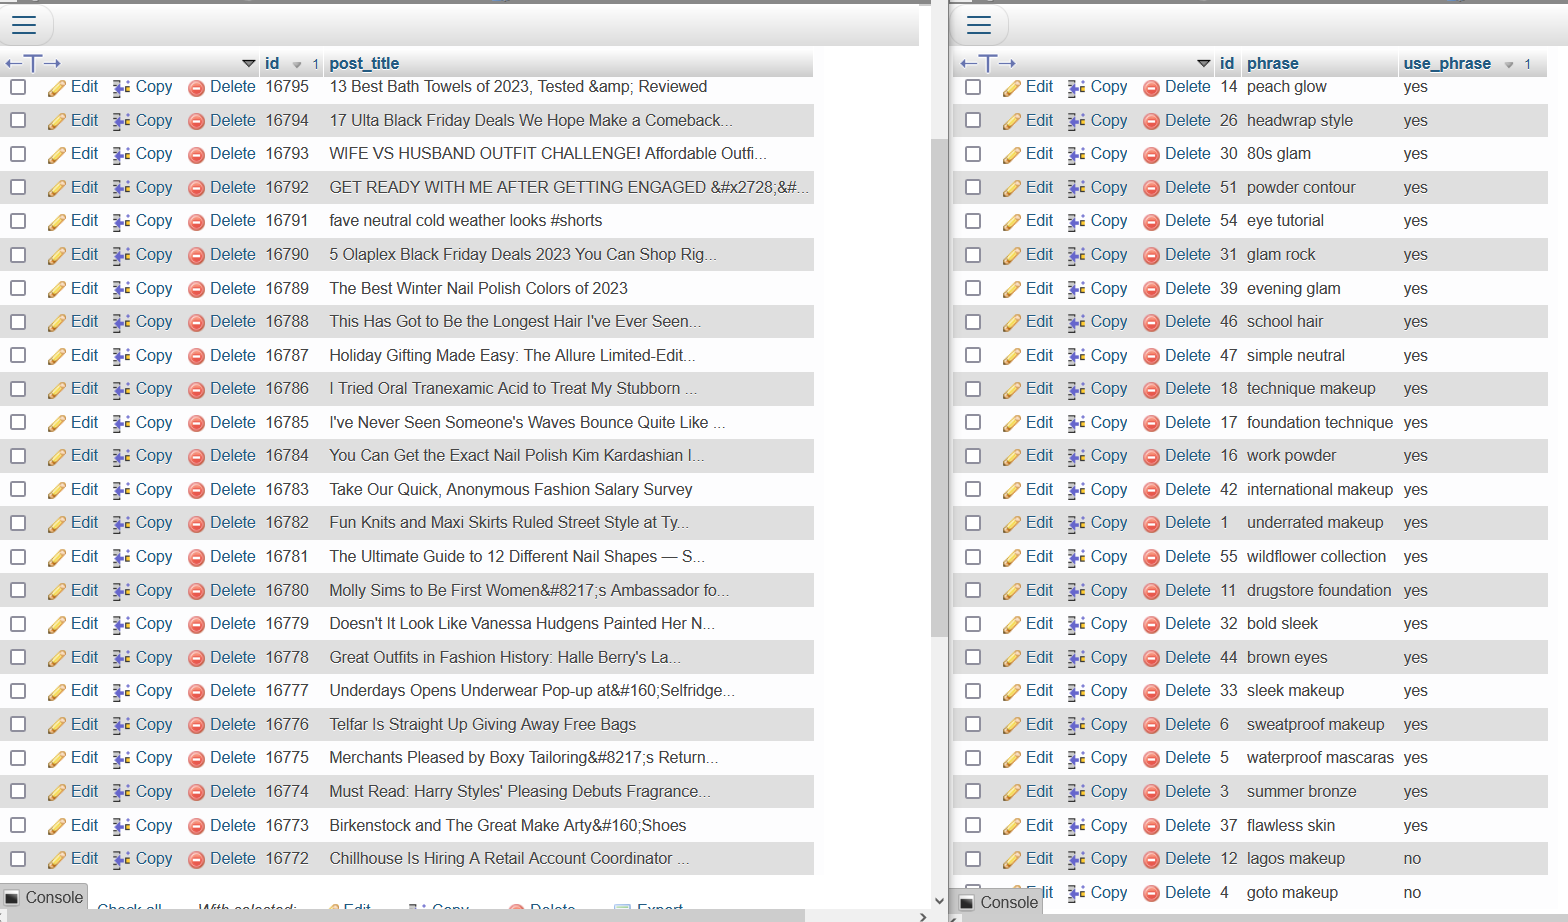 id 1 post_title
Edit Copy Delete 16795 13 Best Bath Towels of 2023, Tested &amp; Reviewed
Edit Copy Delete 16794 17 Ulta Black Friday Deals We Hope Make a Comeback...
Edit Copy Delete 16793 WIFE VS HUSBAND OUTFIT CHALLENGE! Affordable Outfi...
Edit Copy Delete 16792 GET READY WITH ME AFTER GETTING ENGAGED &#x2728;&#...
Edit Copy Delete 16791 fave neutral cold weather looks #shorts
Edit Copy Delete 16790 5 Olaplex Black Friday Deals 2023 You Can Shop Rig...
Edit Copy Delete 16789 The Best Winter Nail Polish Colors of 2023
Edit Copy Delete 16788 This Has Got to Be the Longest Hair I've Ever Seen...
Edit Copy Delete 16787 Holiday Gifting Made Easy: The Allure Limited-Edit...
Edit Copy Delete 16786 I Tried Oral Tranexamic Acid to Treat My Stubborn ...
Edit Copy Delete 16785 I've Never Seen Someone's Waves Bounce Quite Like ...
Edit Copy Delete 16784 You Can Get the Exact Nail Polish Kim Kardashian I...
Edit Copy Delete 16783 Take Our Quick, Anonymous Fashion Salary Survey
Edit Copy Delete 16782 Fun Knits and Maxi Skirts Ruled Street Style at Ty...
Edit Copy Delete 16781 The Ultimate Guide to 12 Different Nail Shapes — S...
Edit Copy Delete 16780 Molly Sims to Be First Women&#8217;s Ambassador fo...
Edit Copy Delete 16779 Doesn't It Look Like Vanessa Hudgens Painted Her N...
Edit Copy Delete 16778 Great Outfits in Fashion History: Halle Berry's La...
Edit Copy Delete 16777 Underdays Opens Underwear Pop-up at&#160;Selfridge...
Edit Copy Delete 16776 Telfar Is Straight Up Giving Away Free Bags
Edit Copy Delete 16775 Merchants Pleased by Boxy Tailoring&#8217;s Return...
Edit Copy Delete 16774 Must Read: Harry Styles' Pleasing Debuts Fragrance...
Edit Copy Delete 16773 Birkenstock and The Great Make Arty&#160;Shoes
Edit Copy Delete 16772 Chillhouse Is Hiring A Retail Account Coordinator ...
Console
Check all With selected: Edit Copy Delete Export
id phrase use_phrase 1
Edit Copy Delete 14 peach glow yes
Edit Copy Delete 26 headwrap style yes
Edit Copy Delete 30 80s glam yes
Edit Copy Delete 51 powder contour yes
Edit Copy Delete 54 eye tutorial yes
Edit Copy Delete 31 glam rock yes
Edit Copy Delete 39 evening glam yes
Edit Copy Delete 46 school hair yes
Edit Copy Delete 47 simple neutral yes
Edit Copy Delete 18 technique makeup yes
Edit Copy Delete 17 foundation technique yes
Edit Copy Delete 16 work powder yes
Edit Copy Delete 42 international makeup yes
Edit Copy Delete 1 underrated makeup yes
Edit Copy Delete 55 wildflower collection yes
Edit Copy Delete 11 drugstore foundation yes
Edit Copy Delete 32 bold sleek yes
Edit Copy Delete 44 brown eyes yes
Edit Copy Delete 33 sleek makeup yes
Edit Copy Delete 6 sweatproof makeup yes
Edit Copy Delete 5 waterproof mascaras yes
Edit Copy Delete 3 summer bronze yes
Edit Copy Delete 37 flawless skin yes
Edit Copy Delete 12 lagos makeup no
Copy Delete 4 goto makeup no
Console